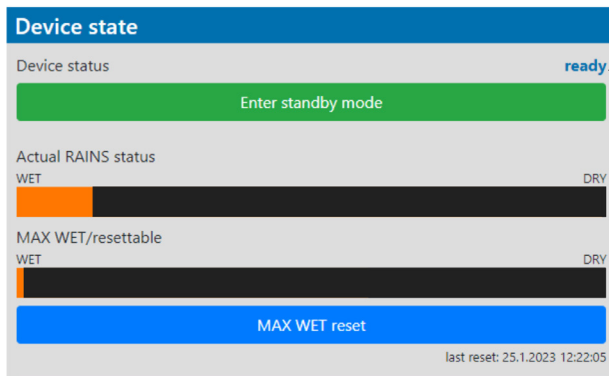 Device state
Device status ready.
Enter standby mode
Actual RAINS status
WET DRY
MAX WET/resettable
WET DRY
MAX WET reset
last reset: 25.1.2023 12:22:05